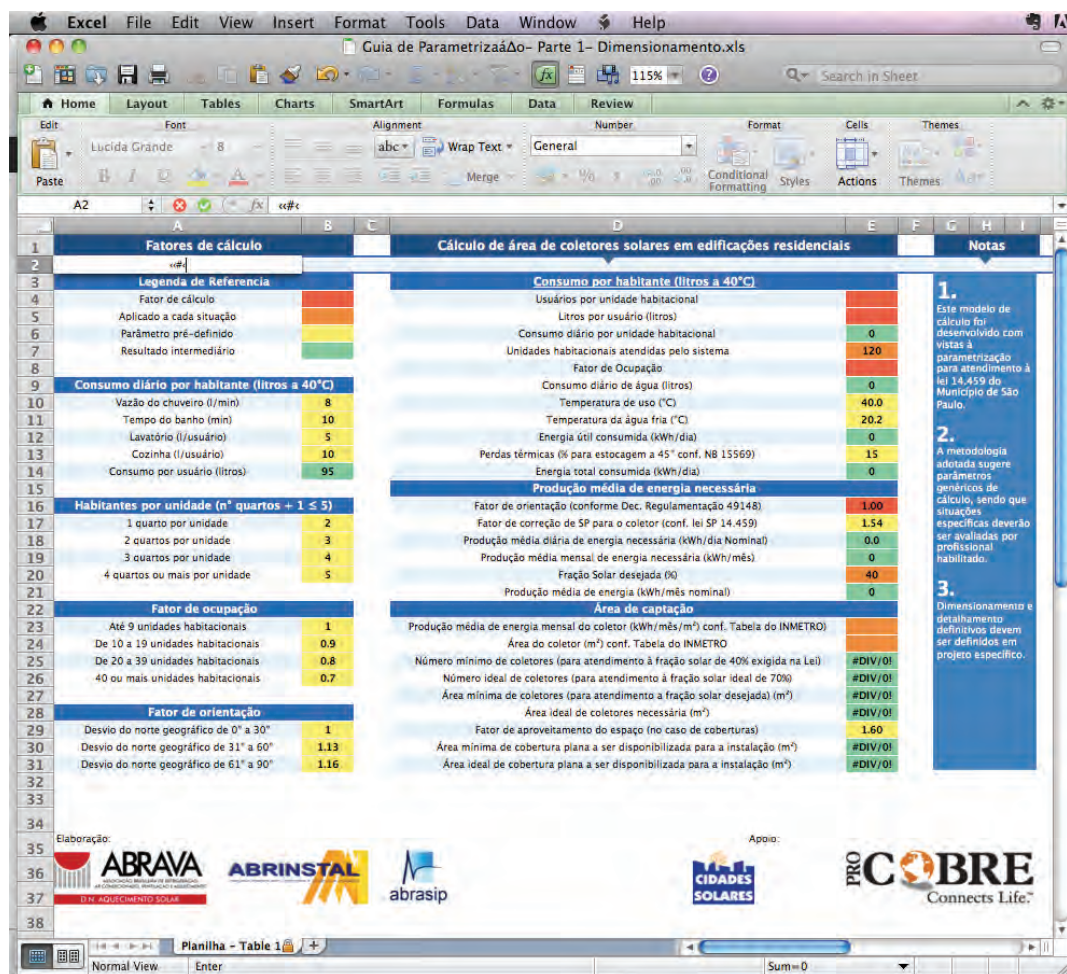 Excel File Edit View Insert Format Tools Data Window Help
Guia de ParametrizaáΔo- Parte 1- Dimensionamento.xls
115% Search in Sheet
Home Layout Tables Charts SmartArt Formulas Data Review
Edit Font Alignment Number Format Cells Themes
Lucida Grande 8 abc Wrap Text General
Paste B I U A Merge % Conditional Formatting Styles Actions Themes
A2 fx ‹‹#‹
A B C D E F G H I
1 Fatores de cálculo Cálculo de área de coletores solares em edificações residenciais Notas
2 ‹‹#‹
3 Legenda de Referencia Consumo por habitante (litros a 40°C)
4 Fator de cálculo Usuários por unidade habitacional
5 Aplicado a cada situação Litros por usuário (litros)
6 Parâmetro pré-definido Consumo diário por unidade habitacional 0
7 Resultado intermediário Unidades habitacionais atendidas pelo sistema 120
8 Fator de Ocupação
9 Consumo diário por habitante (litros a 40°C) Consumo diário de água (litros) 0
10 Vazão do chuveiro (l/min) 8 Temperatura de uso (°C) 40.0
11 Tempo do banho (min) 10 Temperatura da água fria (°C) 20.2
12 Lavatório (l/usuário) 5 Energia útil consumida (kWh/dia) 0
13 Cozinha (l/usuário) 10 Perdas térmicas (% para estocagem a 45° conf. NB 15569) 15
14 Consumo por usuário (litros) 95 Energia total consumida (kWh/dia) 0
15 Produção média de energia necessária
16 Habitantes por unidade (n° quartos + 1 ≤ 5) Fator de orientação (conforme Dec. Regulamentação 49148) 1.00
17 1 quarto por unidade 2 Fator de correção de SP para o coletor (conf. lei SP 14.459) 1.54
18 2 quartos por unidade 3 Produção média diária de energia necessária (kWh/dia Nominal) 0.0
19 3 quartos por unidade 4 Produção média mensal de energia necessária (kWh/mês) 0
20 4 quartos ou mais por unidade 5 Fração Solar desejada (%) 40
21 Produção média de energia (kWh/mês nominal) 0
22 Fator de ocupação Área de captação
23 Até 9 unidades habitacionais 1 Produção média de energia mensal do coletor (kWh/mês/m²) conf. Tabela do INMETRO)
24 De 10 a 19 unidades habitacionais 0.9 Área do coletor (m²) conf. Tabela do INMETRO
25 De 20 a 39 unidades habitacionais 0.8 Número mínimo de coletores (para atendimento à fração solar de 40% exigida na Lei) #DIV/0!
26 40 ou mais unidades habitacionais 0.7 Número ideal de coletores (para atendimento à fração solar ideal de 70%) #DIV/0!
27 Área mínima de coletores (para atendimento a fração solar desejada) (m²) #DIV/0!
28 Fator de orientação Área ideal de coletores necessária (m²) #DIV/0!
29 Desvio do norte geográfico de 0° a 30° 1 Fator de aproveitamento do espaço (no caso de coberturas) 1.60
30 Desvio do norte geográfico de 31° a 60° 1.13 Área mínima de cobertura plana a ser disponibilizada para a instalação (m²) #DIV/0!
31 Desvio do norte geográfico de 61° a 90° 1.16 Área ideal de cobertura plana a ser disponibilizada para a instalação (m²) #DIV/0!
32
33
34
35
36
37
38
1.
Este modelo de
cálculo foi
desenvolvido com
vistas à
parametrização
para atendimento à
lei 14.459 do
Município de São
Paulo.
2.
A metodologia
adotada sugere
parâmetros
genéricos de
cálculo, sendo que
situações
específicas deverão
ser avaliadas por
profissional
habilitado.
3.
Dimensionamento e
detalhamento
definitivos devem
ser definidos em
projeto específico.
Elaboração: Apoio:
ABRAVA
D.N. AQUECIMENTO SOLAR
ABRINSTAL
abrasip
CIDADES
SOLARES
PROCOBRE
Connects Life.™
Planilha - Table 1
Normal View Enter Sum=0